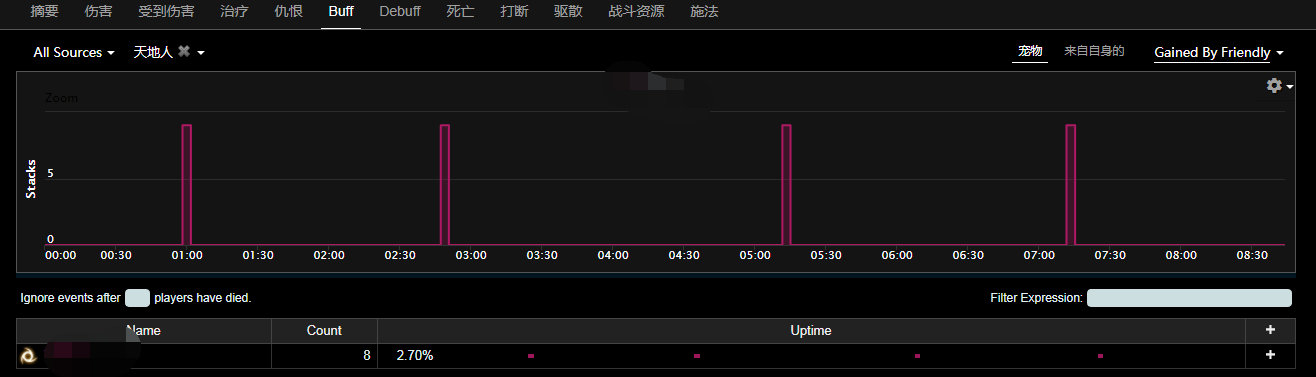 摘要 伤害 受到伤害 治疗 仇恨 Buff Debuff 死亡 打断 驱散 战斗资源 施法
All Sources 天地人 宠物 来自自身的 Gained By Friendly
Zoom
Stacks
5
0
00:00 00:30 01:00 01:30 02:00 02:30 03:00 03:30 04:00 04:30 05:00 05:30 06:00 06:30 07:00 07:30 08:00 08:30
Ignore events after players have died. Filter Expression:
Name Count Uptime +
8 2.70% +